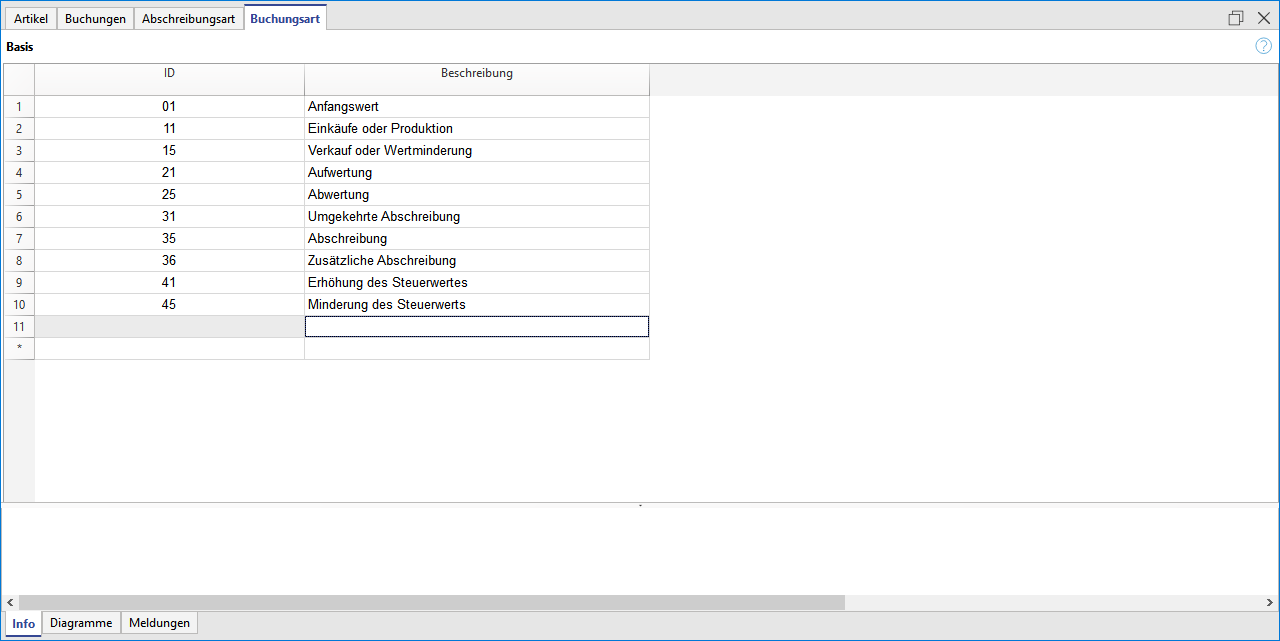 Artikel Buchungen Abschreibungsart Buchungsart
Basis
ID Beschreibung
1 01 Anfangswert
2 11 Einkäufe oder Produktion
3 15 Verkauf oder Wertminderung
4 21 Aufwertung
5 25 Abwertung
6 31 Umgekehrte Abschreibung
7 35 Abschreibung
8 36 Zusätzliche Abschreibung
9 41 Erhöhung des Steuerwertes
10 45 Minderung des Steuerwerts
11
*
Info Diagramme Meldungen